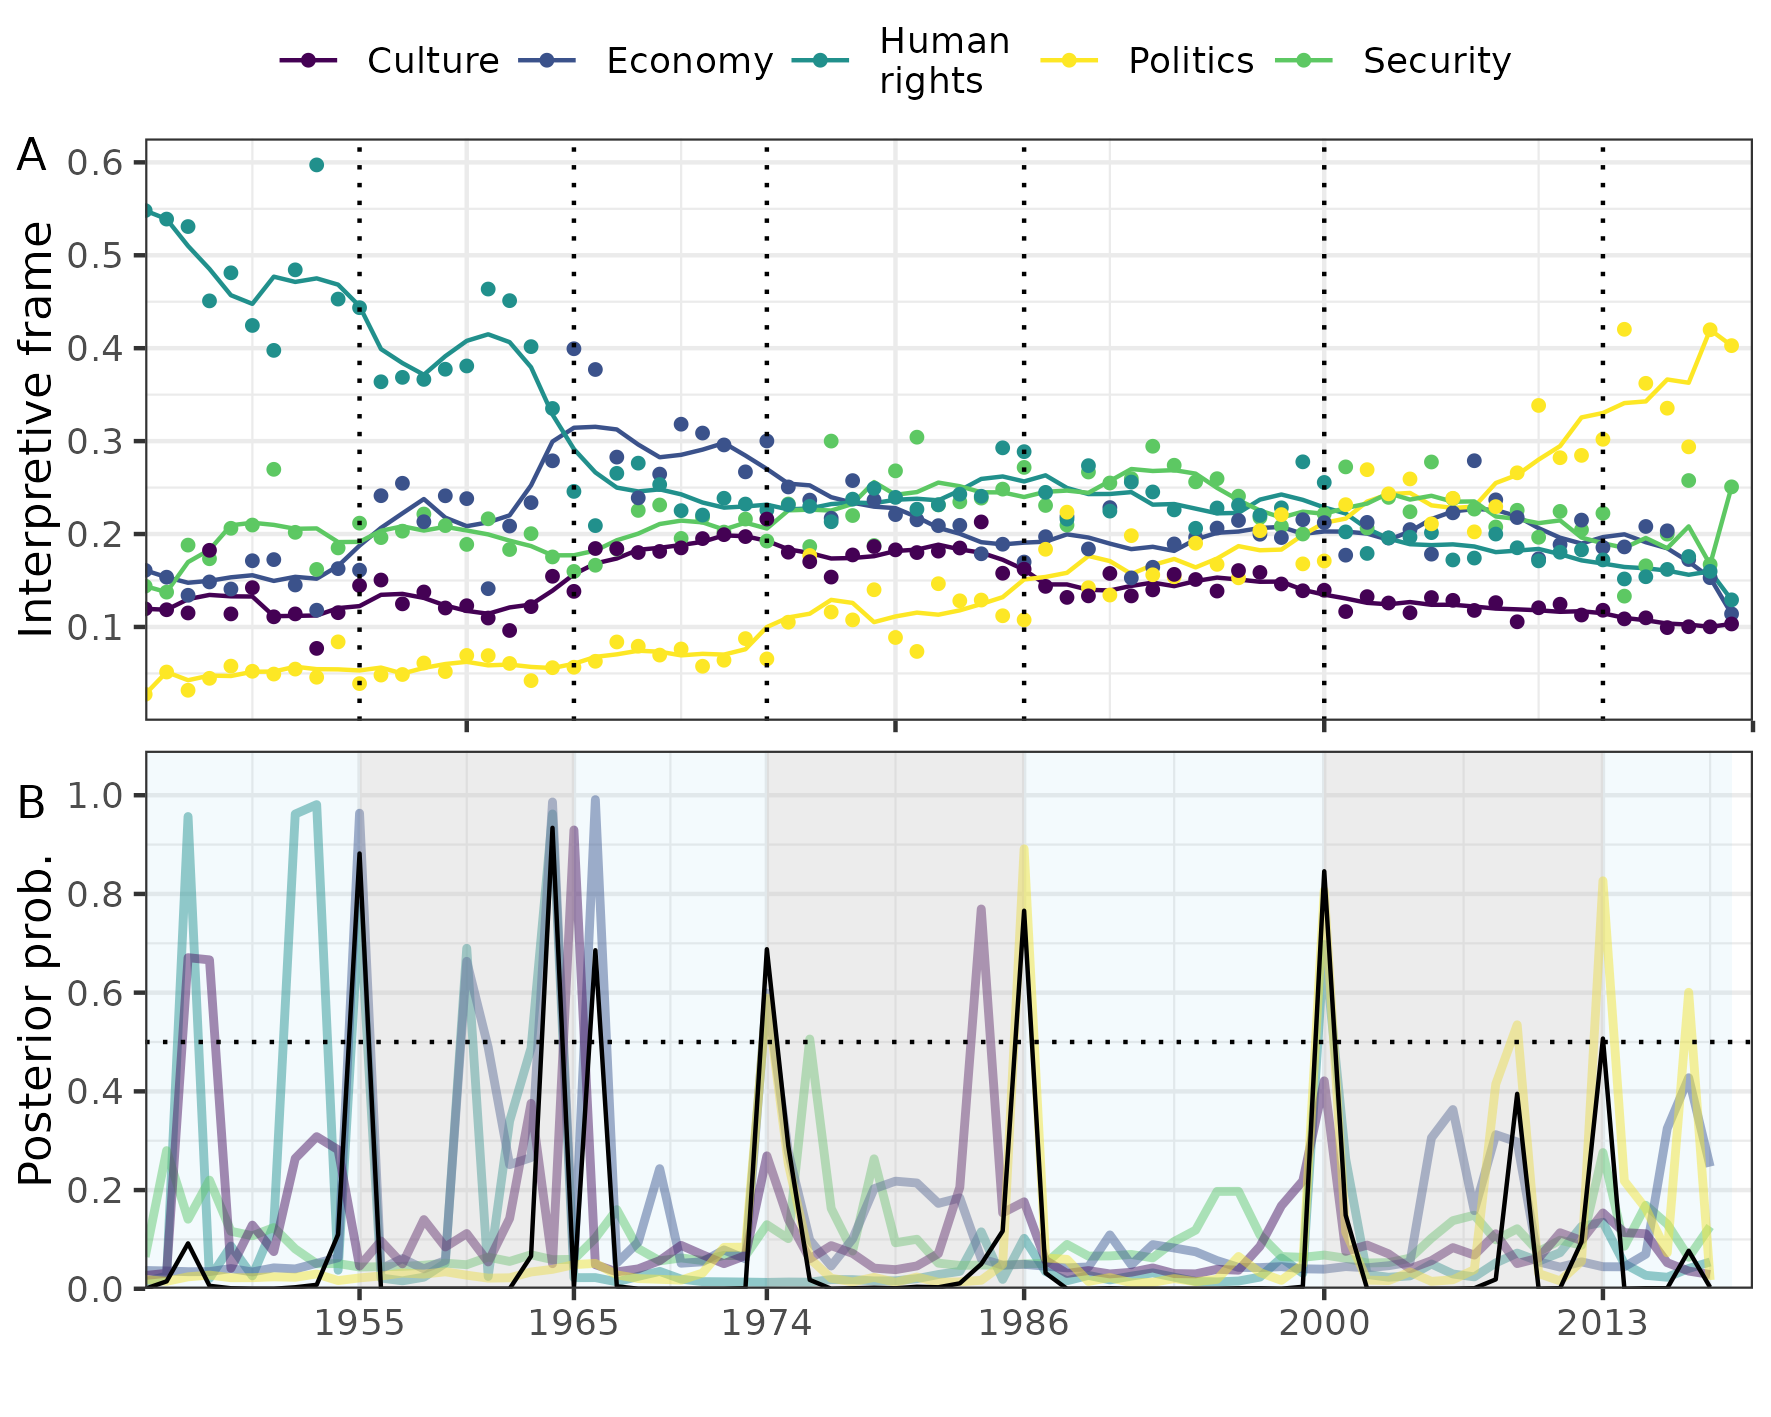 Culture Economy Human rights Politics Security
A
Interpretive frame
0.6
0.5
0.4
0.3
0.2
0.1
B
Posterior prob.
1.0
0.8
0.6
0.4
0.2
0.0
1955 1965 1974 1986 2000 2013